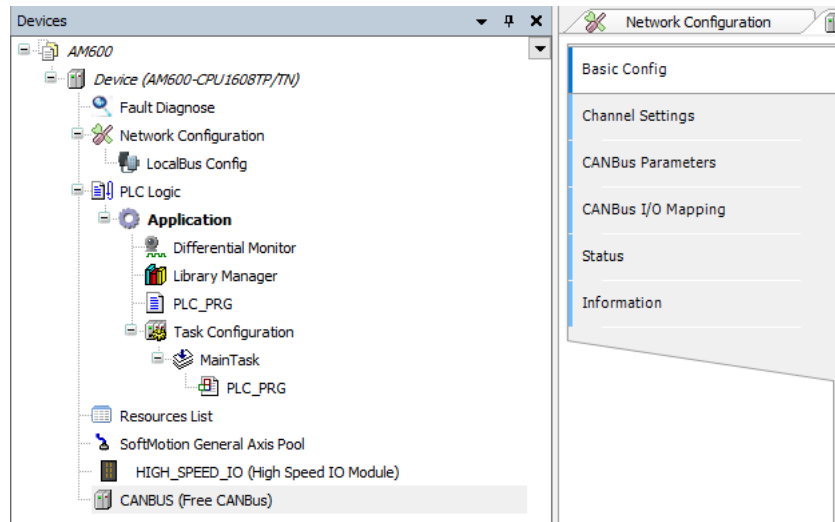 Devices
AM600
Device (AM600-CPU1608TP/TN)
Fault Diagnose
Network Configuration
LocalBus Config
PLC Logic
Application
Differential Monitor
Library Manager
PLC_PRG
Task Configuration
MainTask
PLC_PRG
Resources List
SoftMotion General Axis Pool
HIGH_SPEED_IO (High Speed IO Module)
CANBUS (Free CANBus)
Network Configuration
Basic Config
Channel Settings
CANBus Parameters
CANBus I/O Mapping
Status
Information